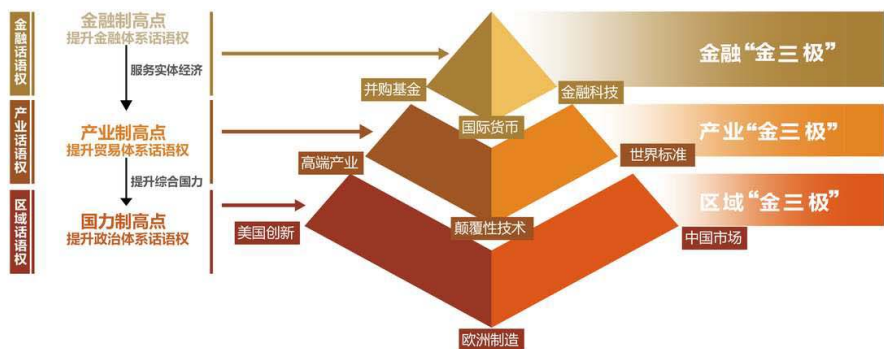 金融话语权
金融制高点
提升金融体系话语权
服务实体经济
产业话语权
产业制高点
提升贸易体系话语权
提升综合国力
区域话语权
国力制高点
提升政治体系话语权
并购基金
金融科技
国际货币
高端产业
世界标准
颠覆性技术
美国创新
中国市场
欧洲制造
金融“金三极”
产业“金三极”
区域“金三极”